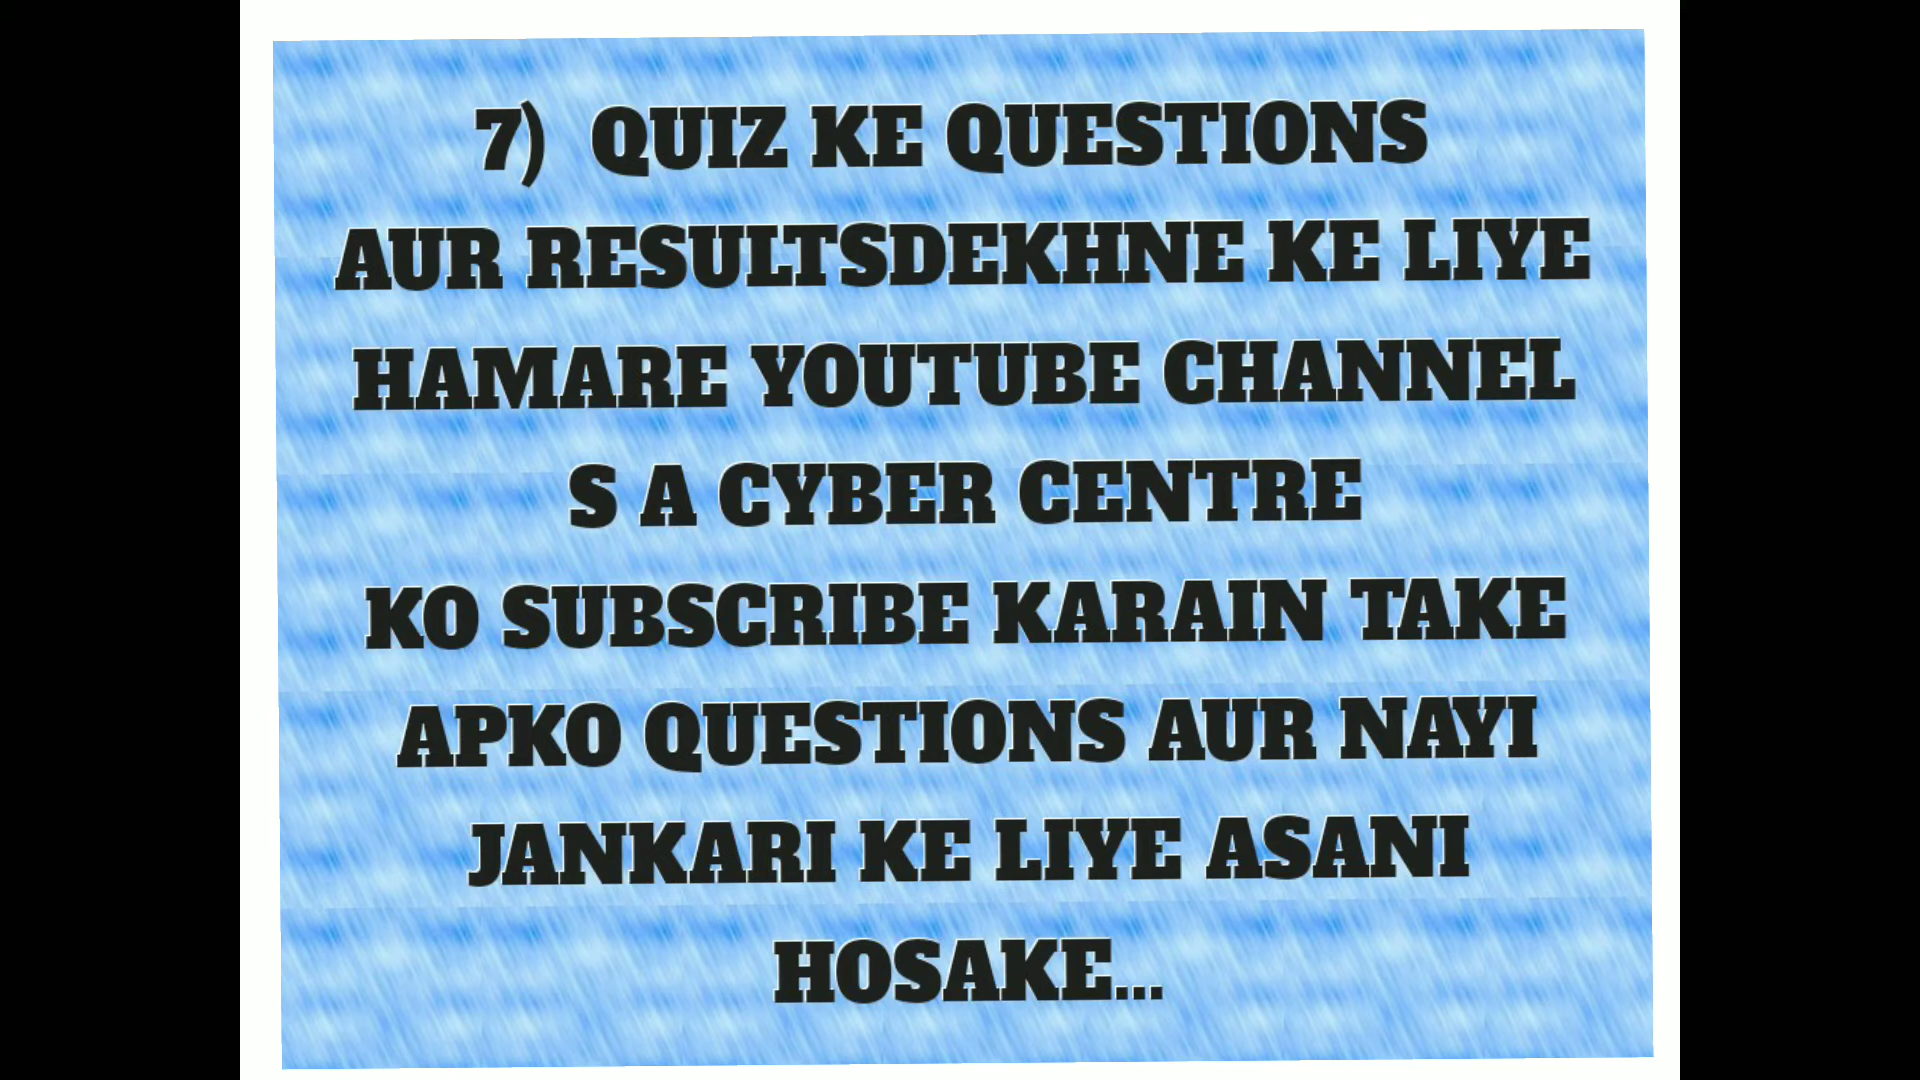 7) QUIZ KE QUESTIONS
AUR RESULTSDEKHNE KE LIYE
HAMARE YOUTUBE CHANNEL
S A CYBER CENTRE
KO SUBSCRIBE KARAIN TAKE
APKO QUESTIONS AUR NAYI
JANKARI KE LIYE ASANI
HOSAKE...